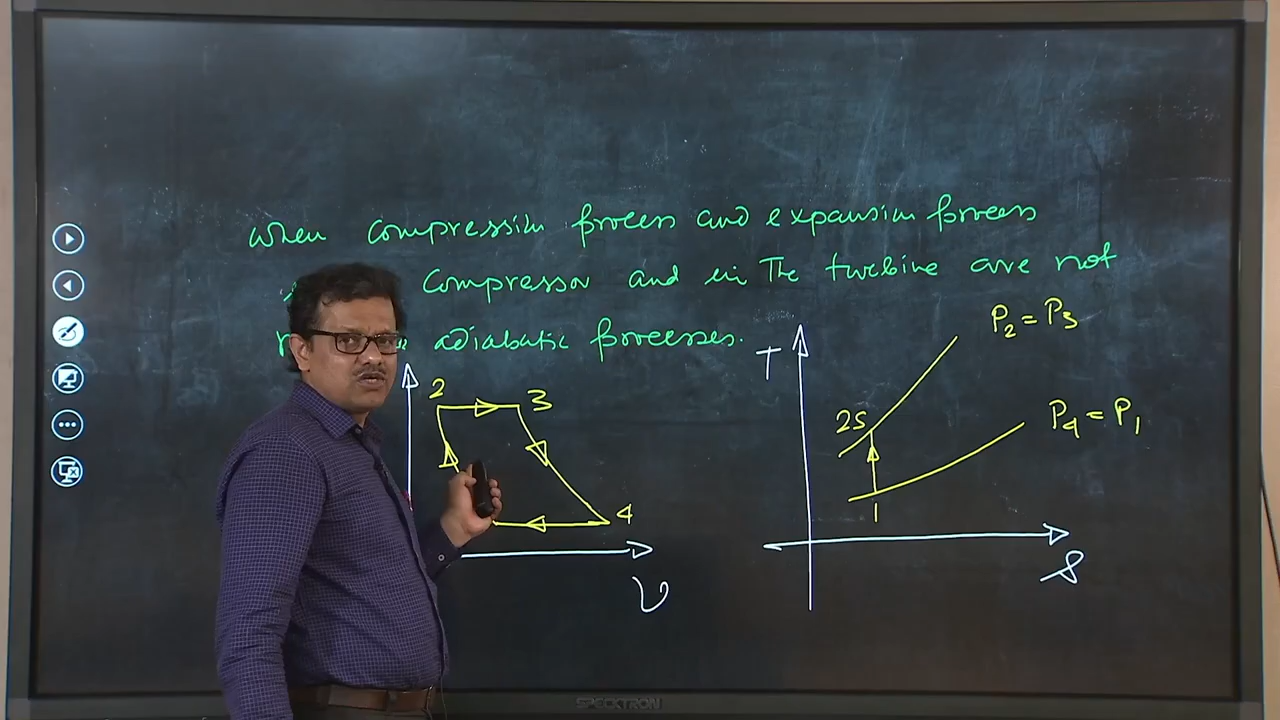 When compression process and expansion process
compressor and in The turbine are not
adiabatic processes.
P2 = P3
T
2
3
2S
P4 = P1
4
1
V
S
SPECKTRON